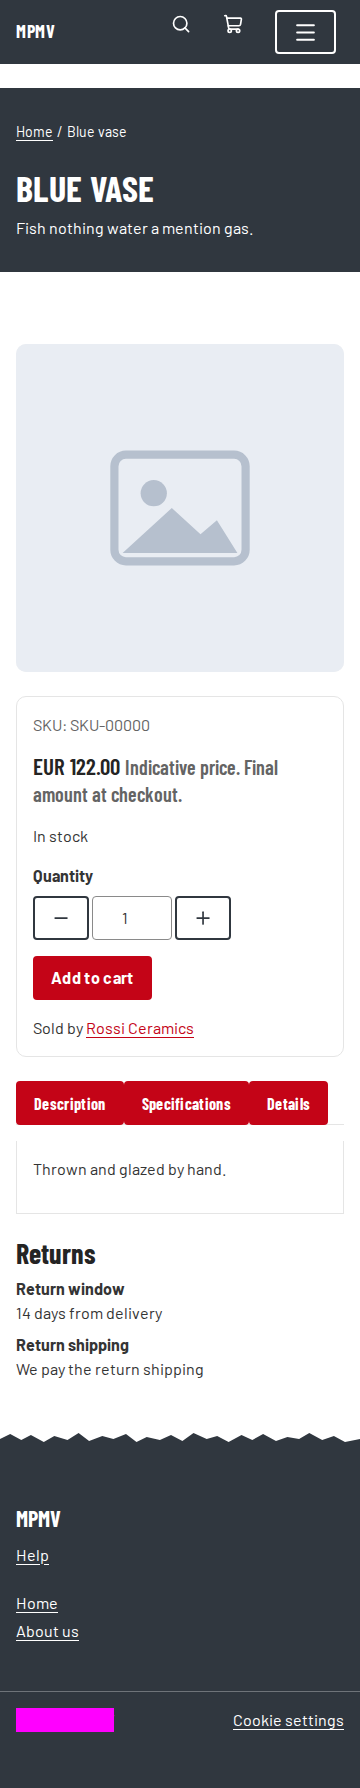 MPMV
Home / Blue vase
BLUE VASE
Fish nothing water a mention gas.
SKU: SKU-00000
EUR 122.00 Indicative price. Final
amount at checkout.
In stock
Quantity
1
Add to cart
Sold by Rossi Ceramics
Description Specifications Details
Thrown and glazed by hand.
Returns
Return window
14 days from delivery
Return shipping
We pay the return shipping
MPMV
Help
Home
About us
Cookie settings